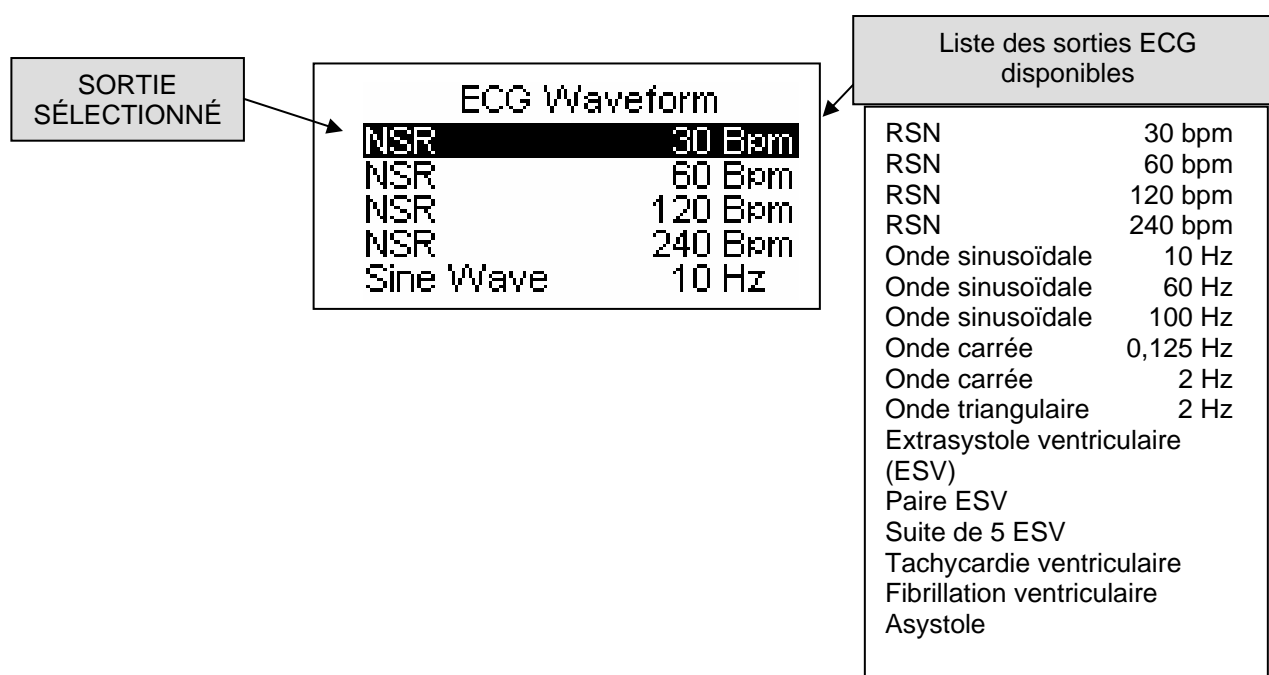 SORTIE
SÉLECTIONNÉ
ECG Waveform
NSR 30 Bpm
NSR 60 Bpm
NSR 120 Bpm
NSR 240 Bpm
Sine Wave 10 Hz
Liste des sorties ECG
disponibles
RSN 30 bpm
RSN 60 bpm
RSN 120 bpm
RSN 240 bpm
Onde sinusoïdale 10 Hz
Onde sinusoïdale 60 Hz
Onde sinusoïdale 100 Hz
Onde carrée 0,125 Hz
Onde carrée 2 Hz
Onde triangulaire 2 Hz
Extrasystole ventriculaire
(ESV)
Paire ESV
Suite de 5 ESV
Tachycardie ventriculaire
Fibrillation ventriculaire
Asystole